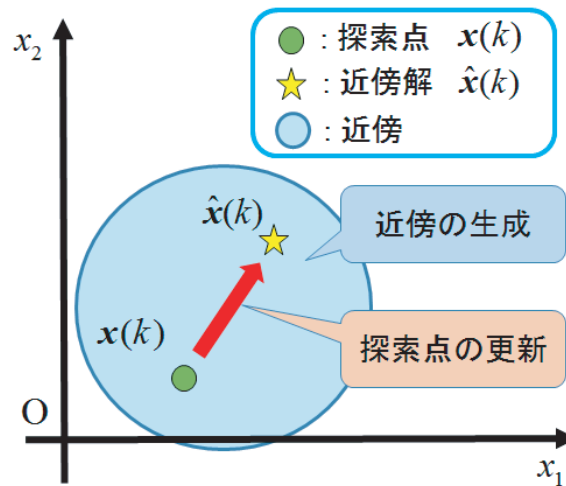 x₂
: 探索点 x(k)
: 近傍解 x̂(k)
: 近傍
x̂(k)
近傍の生成
x(k)
探索点の更新
O
x₁